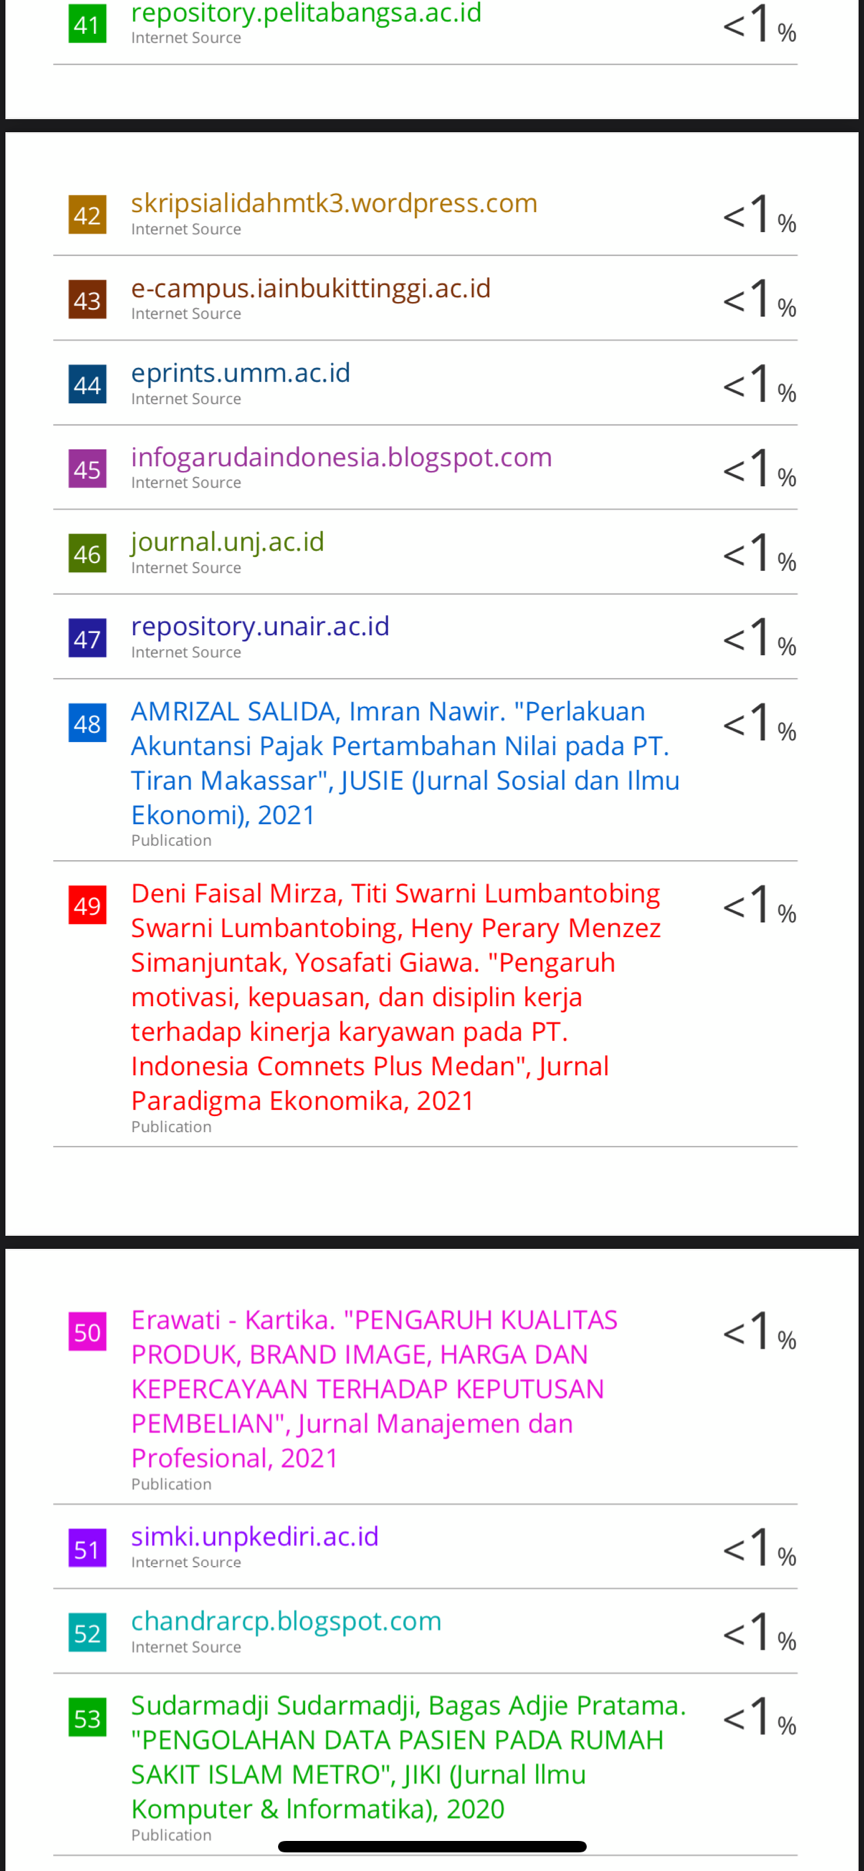 41 repository.pelitabangsa.ac.id <1%
Internet Source
42 skripsialidahmtk3.wordpress.com <1%
Internet Source
43 e-campus.iainbukittinggi.ac.id <1%
Internet Source
44 eprints.umm.ac.id <1%
Internet Source
45 infogarudaindonesia.blogspot.com <1%
Internet Source
46 journal.unj.ac.id <1%
Internet Source
47 repository.unair.ac.id <1%
Internet Source
48 AMRIZAL SALIDA, Imran Nawir. "Perlakuan <1%
Akuntansi Pajak Pertambahan Nilai pada PT.
Tiran Makassar", JUSIE (Jurnal Sosial dan Ilmu
Ekonomi), 2021
Publication
49 Deni Faisal Mirza, Titi Swarni Lumbantobing <1%
Swarni Lumbantobing, Heny Perary Menzez
Simanjuntak, Yosafati Giawa. "Pengaruh
motivasi, kepuasan, dan disiplin kerja
terhadap kinerja karyawan pada PT.
Indonesia Comnets Plus Medan", Jurnal
Paradigma Ekonomika, 2021
Publication
50 Erawati - Kartika. "PENGARUH KUALITAS <1%
PRODUK, BRAND IMAGE, HARGA DAN
KEPERCAYAAN TERHADAP KEPUTUSAN
PEMBELIAN", Jurnal Manajemen dan
Profesional, 2021
Publication
51 simki.unpkediri.ac.id <1%
Internet Source
52 chandrarcp.blogspot.com <1%
Internet Source
53 Sudarmadji Sudarmadji, Bagas Adjie Pratama. <1%
"PENGOLAHAN DATA PASIEN PADA RUMAH
SAKIT ISLAM METRO", JIKI (Jurnal Ilmu
Komputer & Informatika), 2020
Publication